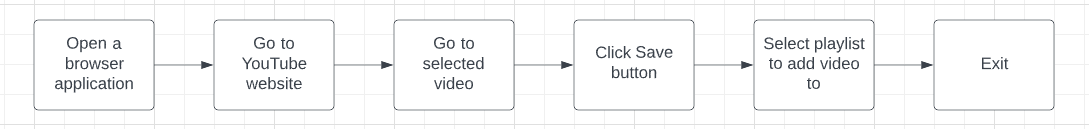 Open a
browser
application
Go to
YouTube
website
Go to
selected
video
Click Save
button
Select playlist
to add video
to
Exit